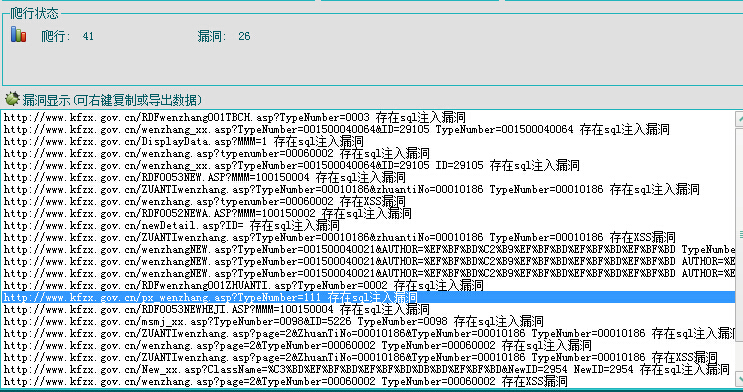 爬行状态
爬行: 41 漏洞: 26
漏洞显示(可右键复制或导出数据)
http://www.kfzx.gov.cn/RDFwenzhang001TBCH.asp?TypeNumber=0003 存在sql注入漏洞
http://www.kfzx.gov.cn/wenzhang_xx.asp?TypeNumber=001500040064&ID=29105 TypeNumber=001500040064 存在sql注入漏洞
http://www.kfzx.gov.cn/DisplayData.asp?MMM=1 存在sql注入漏洞
http://www.kfzx.gov.cn/wenzhang.asp?typenumber=00060002 存在sql注入漏洞
http://www.kfzx.gov.cn/wenzhang_xx.asp?TypeNumber=001500040064&ID=29105 ID=29105 存在sql注入漏洞
http://www.kfzx.gov.cn/RDF0053NEW.ASP?MMM=100150004 存在sql注入漏洞
http://www.kfzx.gov.cn/ZUANTIwenzhang.asp?TypeNumber=00010186&zhuantiNo=00010186 TypeNumber=00010186 存在sql注入漏洞
http://www.kfzx.gov.cn/wenzhang.asp?typenumber=00060002 存在XSS漏洞
http://www.kfzx.gov.cn/RDF0052NEWA.ASP?MMM=100150002 存在sql注入漏洞
http://www.kfzx.gov.cn/newDetail.asp?ID= 存在sql注入漏洞
http://www.kfzx.gov.cn/ZUANTIwenzhang.asp?TypeNumber=00010186&zhuantiNo=00010186 TypeNumber=00010186 存在XSS漏洞
http://www.kfzx.gov.cn/wenzhangNEW.asp?TypeNumber=001500040021&AUTHOR=%EF%BF%BD%C2%B9%EF%BF%BD%EF%BF%BD%EF%BF%BD%EF%BF%BD TypeNumbe
http://www.kfzx.gov.cn/wenzhangNEW.asp?TypeNumber=001500040021&AUTHOR=%EF%BF%BD%C2%B9%EF%BF%BD%EF%BF%BD%EF%BF%BD%EF%BF%BD AUTHOR=%E
http://www.kfzx.gov.cn/wenzhangNEW.asp?TypeNumber=001500040021&AUTHOR=%EF%BF%BD%C2%B9%EF%BF%BD%EF%BF%BD%EF%BF%BD%EF%BF%BD AUTHOR=%E
http://www.kfzx.gov.cn/RDFwenzhang001ZHUANTI.asp?TypeNumber=0002 存在sql注入漏洞
http://www.kfzx.gov.cn/px_wenzhang.asp?TypeNumber=111 存在sql注入漏洞
http://www.kfzx.gov.cn/RDF0053NEWHEJI.ASP?MMM=100150004 存在sql注入漏洞
http://www.kfzx.gov.cn/msmj_xx.asp?TypeNumber=0098&ID=5226 TypeNumber=0098 存在sql注入漏洞
http://www.kfzx.gov.cn/ZUANTIwenzhang.asp?page=2&ZhuanTiNo=00010186&TypeNumber=00010186 TypeNumber=00010186 存在sql注入漏洞
http://www.kfzx.gov.cn/wenzhang.asp?page=2&TypeNumber=00060002 TypeNumber=00060002 存在sql注入漏洞
http://www.kfzx.gov.cn/ZUANTIwenzhang.asp?page=2&ZhuanTiNo=00010186&TypeNumber=00010186 TypeNumber=00010186 存在XSS漏洞
http://www.kfzx.gov.cn/New_xx.asp?ClassName=%C3%BD%EF%BF%BD%EF%BF%BD%DB%BD%EF%BF%BD&NewID=2954 NewID=2954 存在sql注入漏洞
http://www.kfzx.gov.cn/wenzhang.asp?page=2&TypeNumber=00060002 TypeNumber=00060002 存在XSS漏洞